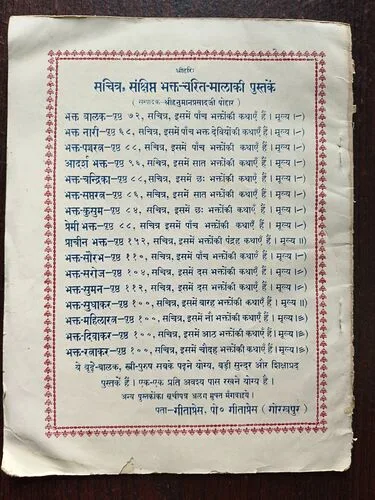 श्रीहरिः
सचित्र, संक्षिप्त भक्त-चरित-मालाकी पुस्तकें
(सम्पादक-श्रीहनुमानप्रसादजी पोद्दार)
भक्त बालक-पृष्ठ ७२, सचित्र, इसमें पाँच भक्तोंकी कथाएँ हैं। मूल्य।-)
भक्त नारी-पृष्ठ ६८, सचित्र, इसमें पाँच भक्त देवियोंकी कथाएँ हैं। मूल्य।-)
भक्त-पञ्चरत्न-पृष्ठ ८८, सचित्र, इसमें पाँच भक्तोंकी कथाएँ हैं। मूल्य।-)
आदर्श भक्त-पृष्ठ ९६, सचित्र, इसमें सात भक्तोंकी कथाएँ हैं। मूल्य।-)
भक्त-चन्द्रिका-पृष्ठ ८८, सचित्र, इसमें छः भक्तोंकी कथाएँ हैं। मूल्य।-)
भक्त-सप्तरत्न-पृष्ठ ८६, सचित्र, इसमें सात भक्तोंकी कथाएँ हैं। मूल्य।-)
भक्त-कुसुम-पृष्ठ ८४, सचित्र, इसमें छः भक्तोंकी कथाएँ हैं। मूल्य।-)
प्रेमी भक्त-पृष्ठ ८८, सचित्र, इसमें पाँच भक्तोंकी कथाएँ हैं। मूल्य।-)
प्राचीन भक्त-पृष्ठ १५२, सचित्र, इसमें भक्तोंकी पंद्रह कथाएँ हैं। मूल्य॥)
भक्त-सौरभ-पृष्ठ ११०, सचित्र, इसमें पाँच भक्तोंकी कथाएँ हैं। मूल्य।-)
भक्त-सरोज-पृष्ठ १०४, सचित्र, इसमें दस भक्तोंकी कथाएँ हैं। मूल्य।=)
भक्त-सुमन-पृष्ठ ११२, सचित्र, इसमें दस भक्तोंकी कथाएँ हैं। मूल्य।=)
भक्त-सुधाकर-पृष्ठ १००, सचित्र, इसमें बारह भक्तोंकी कथाएँ हैं। मूल्य॥)
भक्त-महिलारत्न-पृष्ठ १००, सचित्र, इसमें नौ भक्तोंकी कथाएँ हैं। मूल्य।=)
भक्त-दिवाकर-पृष्ठ १००, सचित्र, इसमें आठ भक्तोंकी कथाएँ हैं। मूल्य।=)
भक्त-रत्नाकर-पृष्ठ १००, सचित्र, इसमें चौदह भक्तोंकी कथाएँ हैं। मूल्य।=)
ये बूढ़े-बालक, स्त्री-पुरुष सबके पढ़ने योग्य, बड़ी सुन्दर और शिक्षाप्रद
पुस्तकें हैं। एक-एक प्रति अवश्य पास रखने योग्य है।
अन्य पुस्तकोंका सूचीपत्र अलग मुफ्त मँगवाइये।
पता-गीताप्रेस, पो० गीताप्रेस (गोरखपुर)